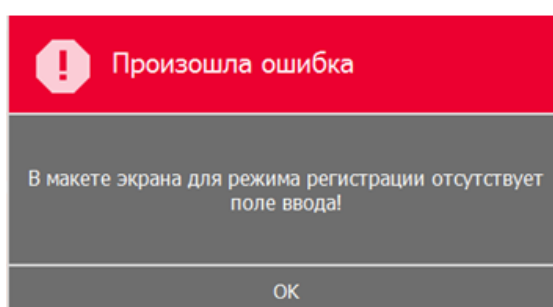 Произошла ошибка
В макете экрана для режима регистрации отсутствует
поле ввода!
OK